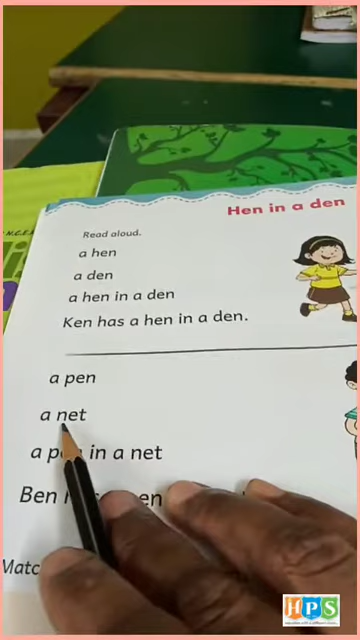 Hen in a den
Read aloud.
a hen
a den
a hen in a den
Ken has a hen in a den.
a pen
a net
a in a net
Ben
HPS